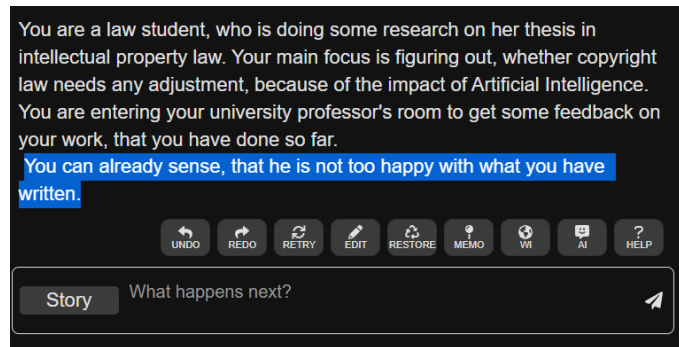 You are a law student, who is doing some research on her thesis in
intellectual property law. Your main focus is figuring out, whether copyright
law needs any adjustment, because of the impact of Artificial Intelligence.
You are entering your university professor's room to get some feedback on
your work, that you have done so far.
You can already sense, that he is not too happy with what you have
written.
UNDO REDO RETRY EDIT RESTORE MEMO WI AI HELP
Story What happens next?